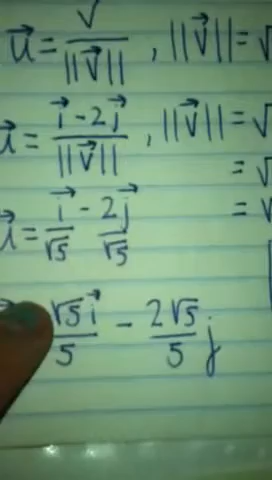 u⃗ = v⃗ / ||v⃗||, ||v⃗|| = √
u⃗ = (i⃗ - 2j⃗) / ||v⃗||, ||v⃗|| = √
= √
u⃗ = i⃗/√5 - 2j⃗/√5 = √
√5 i⃗/5 - 2√5/5 j